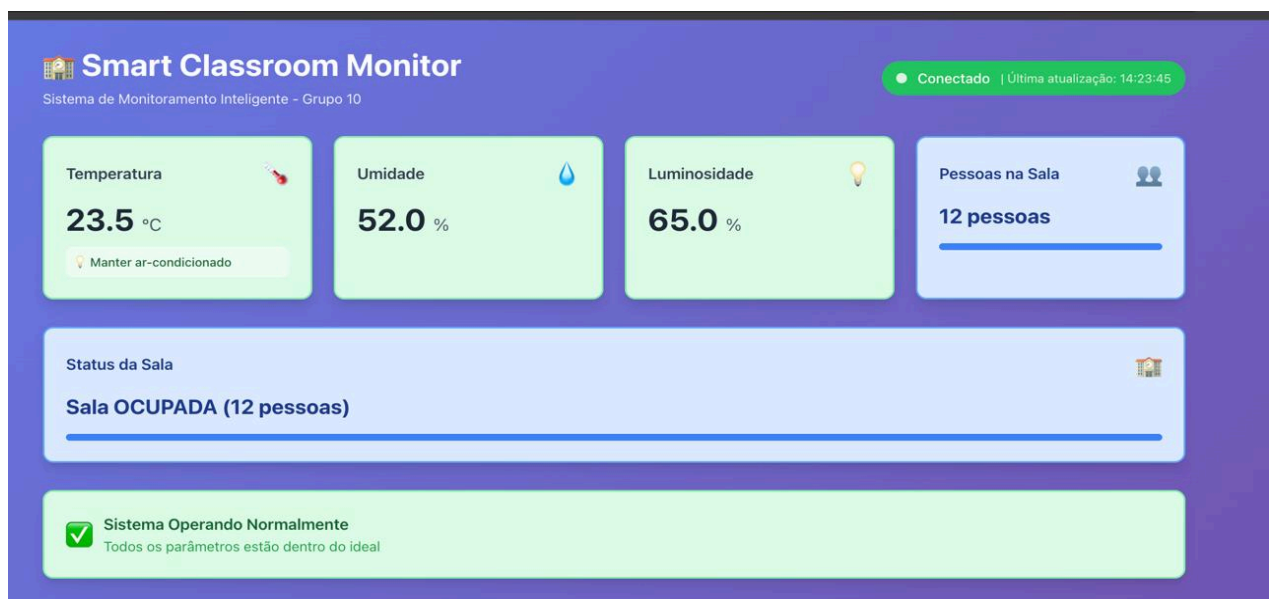 Smart Classroom Monitor
Sistema de Monitoramento Inteligente - Grupo 10
Conectado | Última atualização: 14:23:45
Temperatura
23.5 °C
Manter ar-condicionado
Umidade
52.0 %
Luminosidade
65.0 %
Pessoas na Sala
12 pessoas
Status da Sala
Sala OCUPADA (12 pessoas)
Sistema Operando Normalmente
Todos os parâmetros estão dentro do ideal